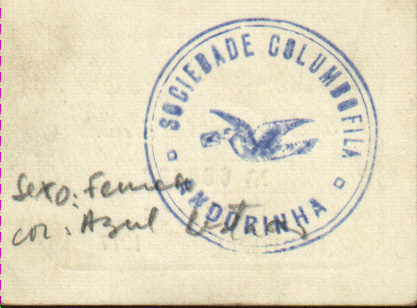 SOCIEDADE COLUMBOFILA
ANDORINHA
Sexo: Femea
cor: Azul